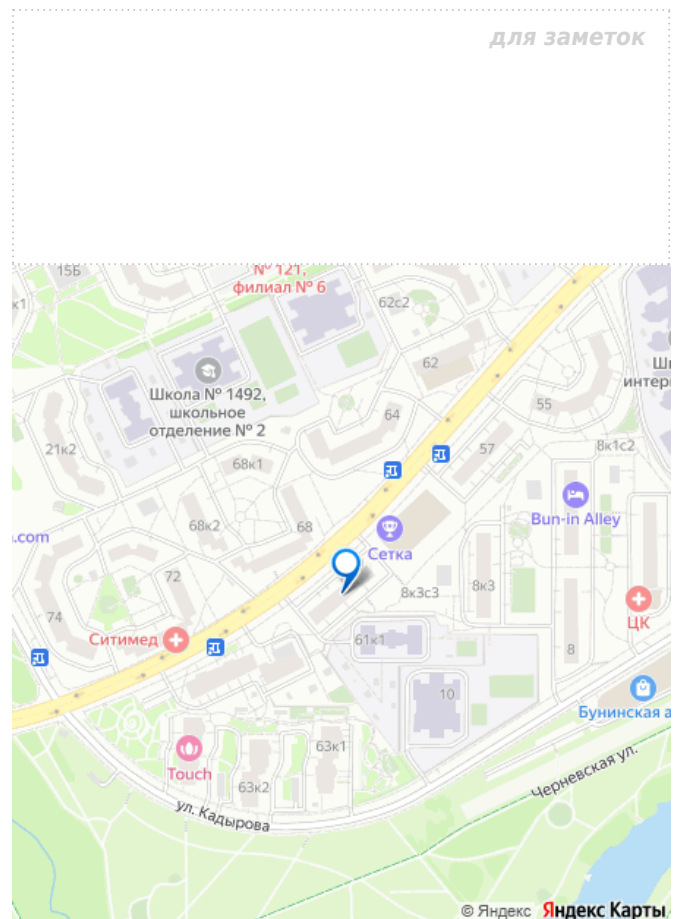 для заметок
15Б
№ 121,
филиал № 6
к1
62с2
62
Школа № 1492,
школьное
отделение № 2
64
55
21к2
57
8к1с2
68к1
Bun-in Alley
.com
68к2
68
Сетка
72
8к3с3
8к3
74
Ситимед
61к1
ЦК
8
10
Бунинская а
63к1
Touch
63к2
Черневская ул.
ул. Кадырова
© Яндекс Яндекс Карты